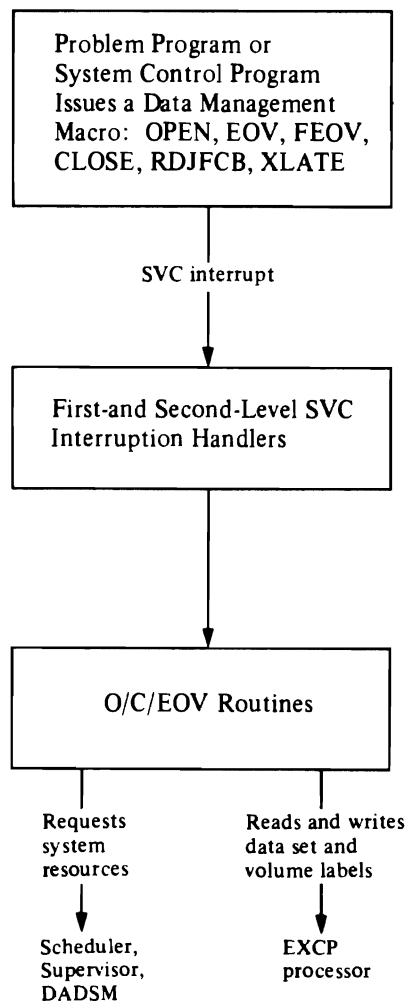 Problem Program or
System Control Program
Issues a Data Management
Macro: OPEN, EOV, FEOV,
CLOSE, RDJFCB, XLATE
SVC interrupt
First-and Second-Level SVC
Interruption Handlers
O/C/EOV Routines
Requests
system
resources
Reads and writes
data set and
volume labels
Scheduler,
Supervisor,
DADSM
EXCP
processor